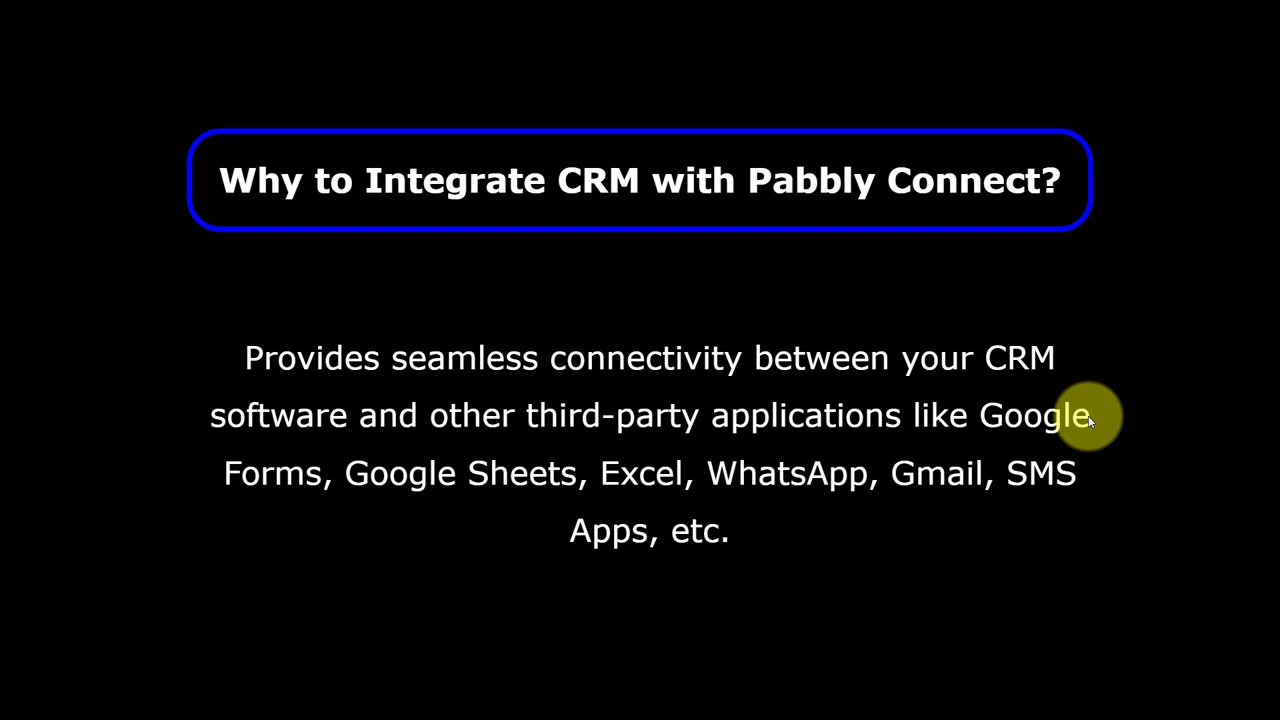 Why to Integrate CRM with Pabbly Connect?
Provides seamless connectivity between your CRM
software and other third-party applications like Google
Forms, Google Sheets, Excel, WhatsApp, Gmail, SMS
Apps, etc.